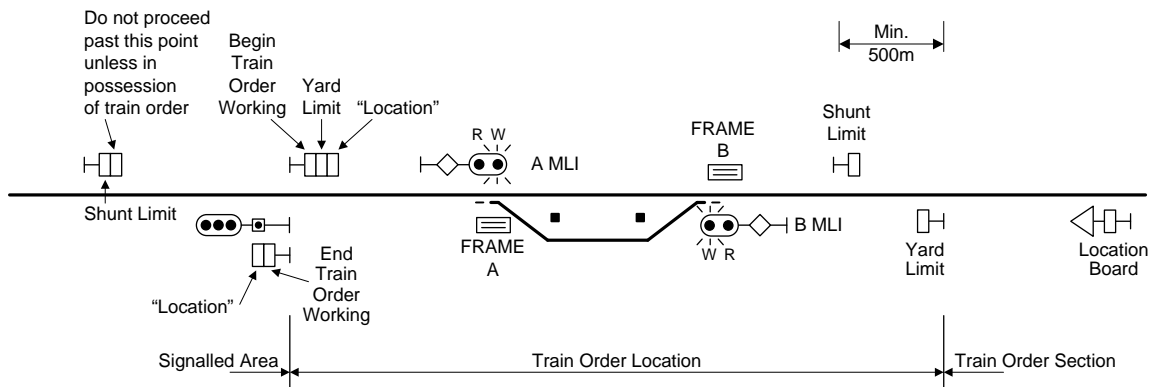 Do not proceed
past this point
unless in
possession
of train order
Begin
Train
Order
Working
Yard
Limit
“Location”
Min.
500m
R W
A MLI
FRAME
B
Shunt
Limit
Shunt Limit
FRAME
A
B MLI
W R
End
Train
Order
Working
“Location”
Yard
Limit
Location
Board
Signalled Area
Train Order Location
Train Order Section